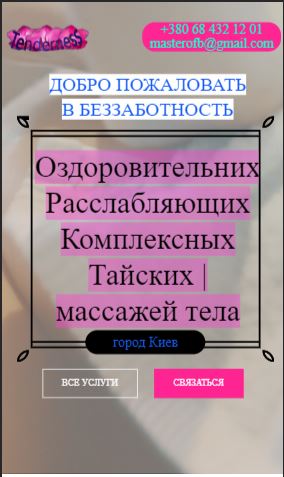 Tenderness
+380 68 432 12 01
masterofb@gmail.com
ДОБРО ПОЖАЛОВАТЬ
В БЕЗЗАБОТНОСТЬ
Оздоровительних
Расслабляющих
Комплексных
Тайских |
массажей тела
город Киев
ВСЕ УСЛУГИ
СВЯЗАТЬСЯ